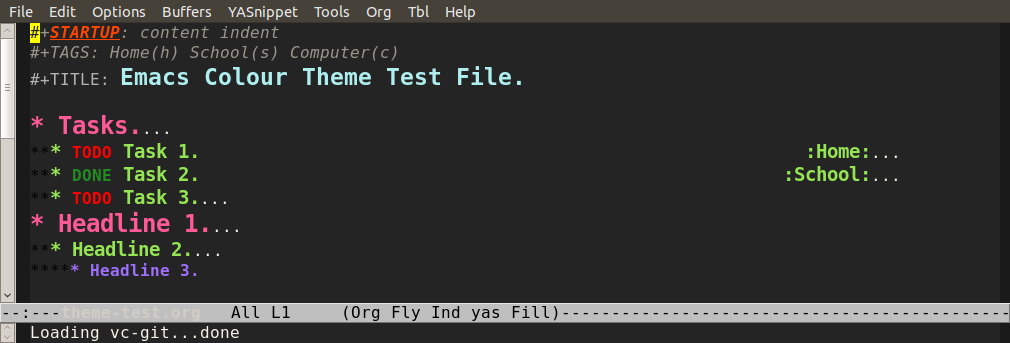 File Edit Options Buffers YASnippet Tools Org Tbl Help
#+STARTUP: content indent
#+TAGS: Home(h) School(s) Computer(c)
#+TITLE: Emacs Colour Theme Test File.
* Tasks....
*** TODO Task 1. :Home:...
*** DONE Task 2. :School:...
*** TODO Task 3....
* Headline 1....
*** Headline 2....
***** Headline 3.
--:---theme-test.org All L1 (Org Fly Ind yas Fill)---------------------------------------------
Loading vc-git...done